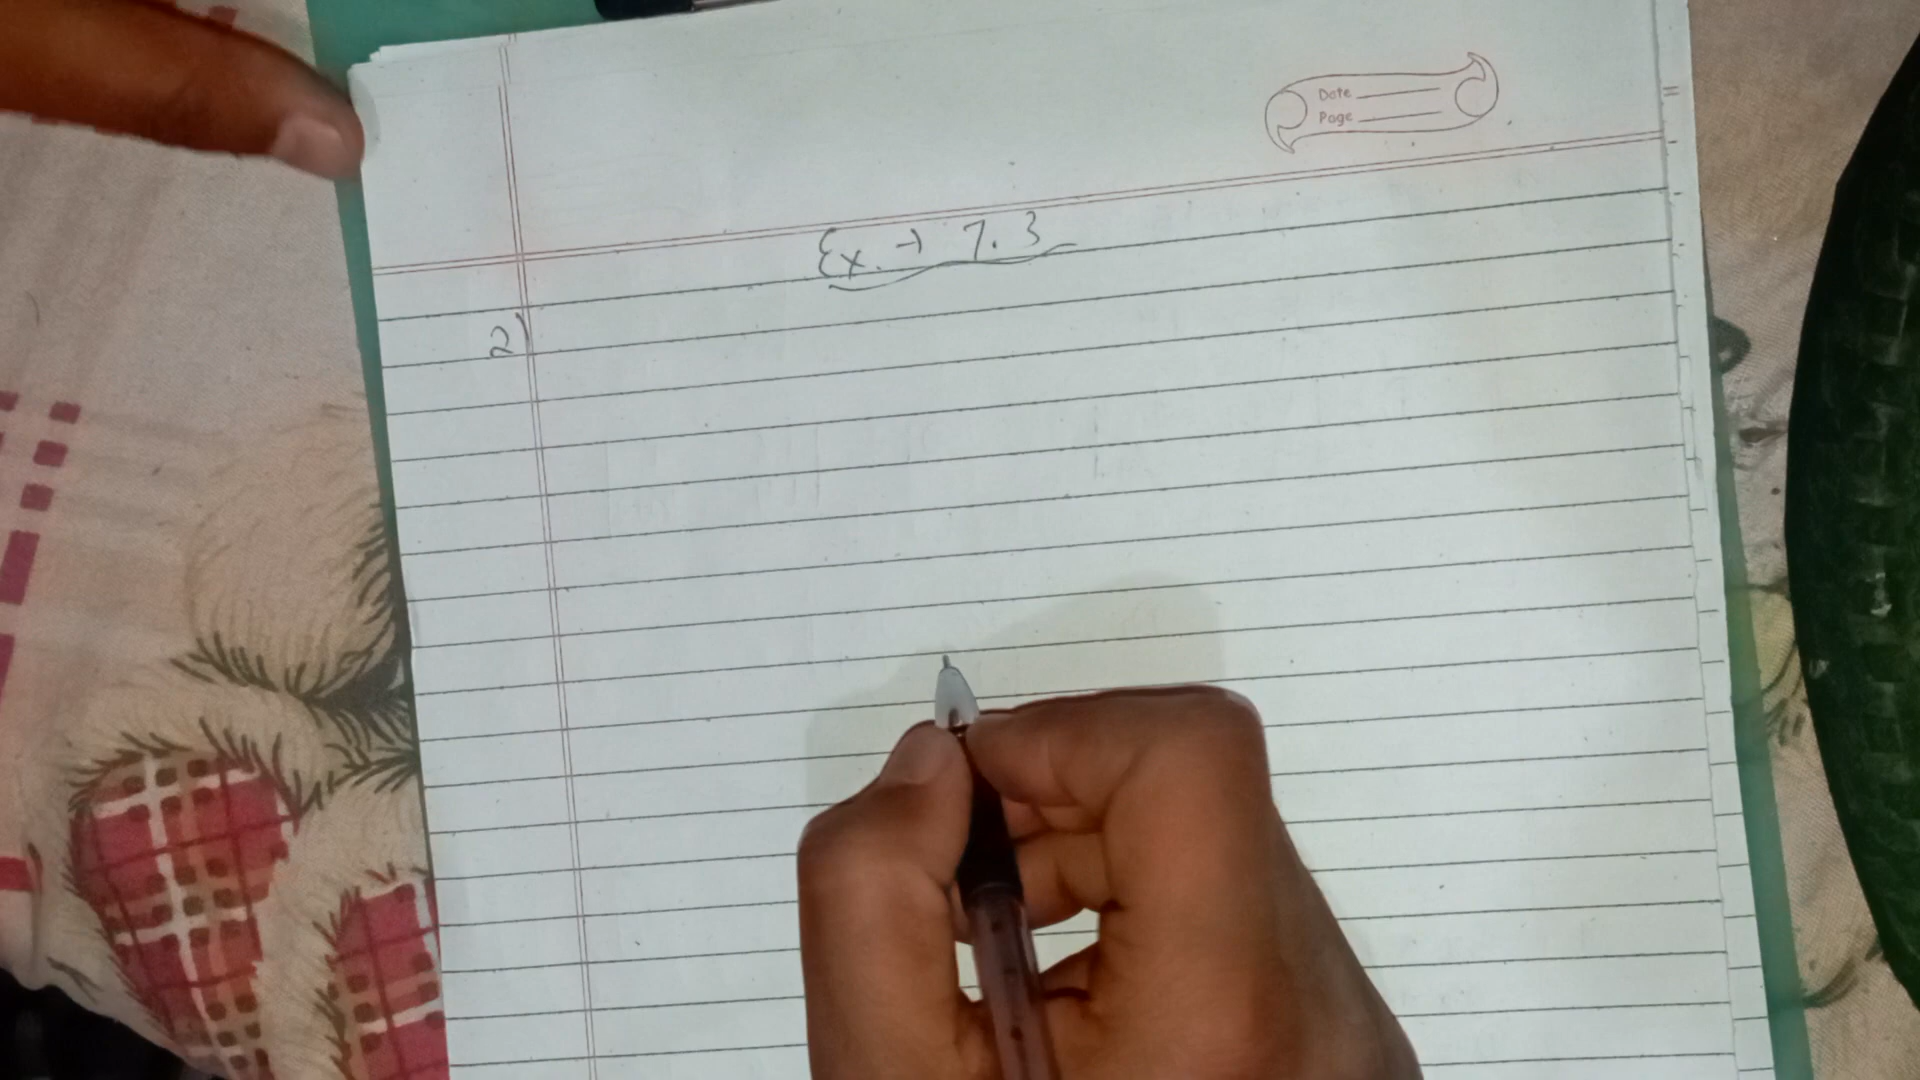 Date
Page
Ex. → 7.3
2)